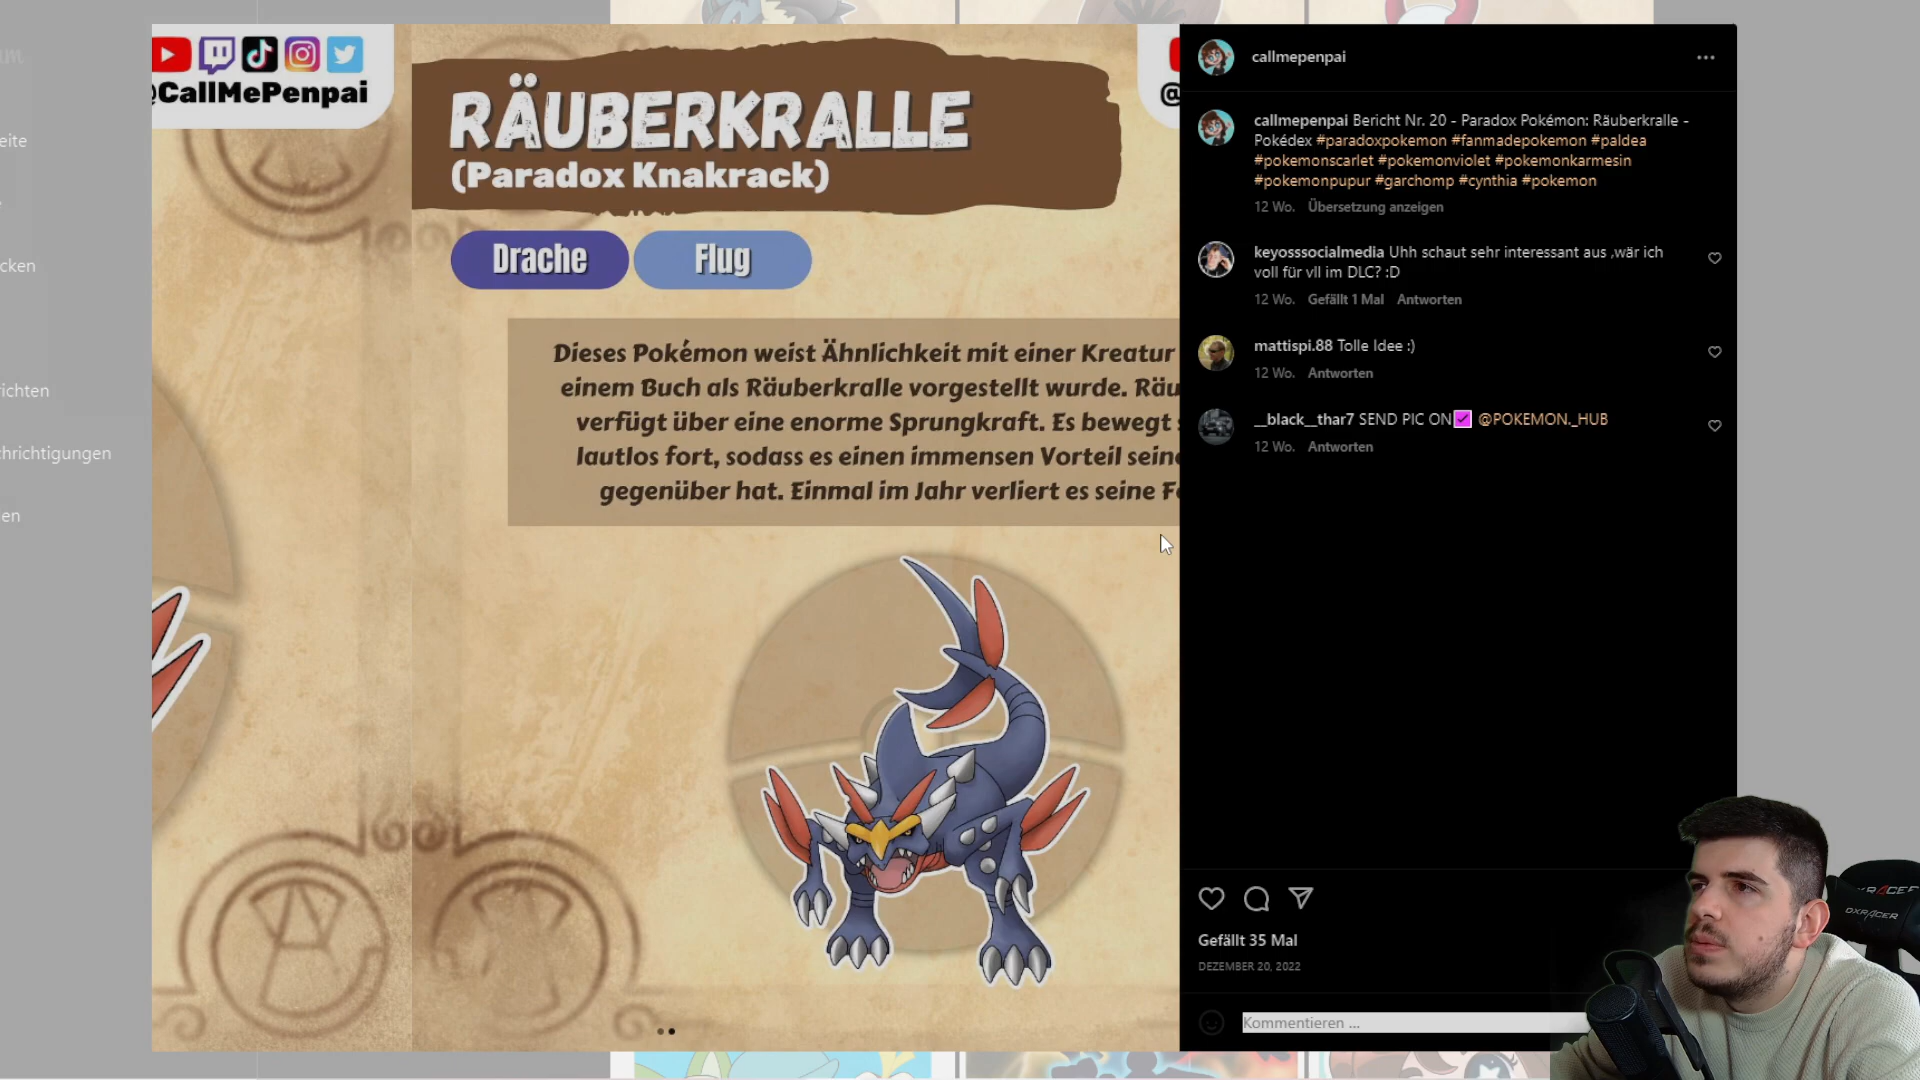 @CallMePenpai
RÄUBERKRALLE
(Paradox Knakrack)
Drache
Flug
Dieses Pokémon weist Ähnlichkeit mit einer Kreatur
einem Buch als Räuberkralle vorgestellt wurde. Räu
verfügt über eine enorme Sprungkraft. Es bewegt
lautlos fort, sodass es einen immensen Vorteil sein
gegenüber hat. Einmal im Jahr verliert es seine F
@
eite
cken
ichten
hrichtigungen
en
callmepenpai
callmepenpai Bericht Nr. 20 - Paradox Pokémon: Räuberkralle -
Pokédex #paradoxpokemon #fanmadepokemon #paldea
#pokemonscarlet #pokemonviolet #pokemonkarmesin
#pokemonpupur #garchomp #cynthia #pokemon
12 Wo. Übersetzung anzeigen
keyosssocialmedia Uhh schaut sehr interessant aus ,wär ich
voll für vll im DLC? :D
12 Wo. Gefällt 1 Mal Antworten
mattispi.88 Tolle Idee :)
12 Wo. Antworten
__black__thar7 SEND PIC ON @POKEMON._HUB
12 Wo. Antworten
Gefällt 35 Mal
DEZEMBER 20, 2022
Kommentieren ...
DXRACER